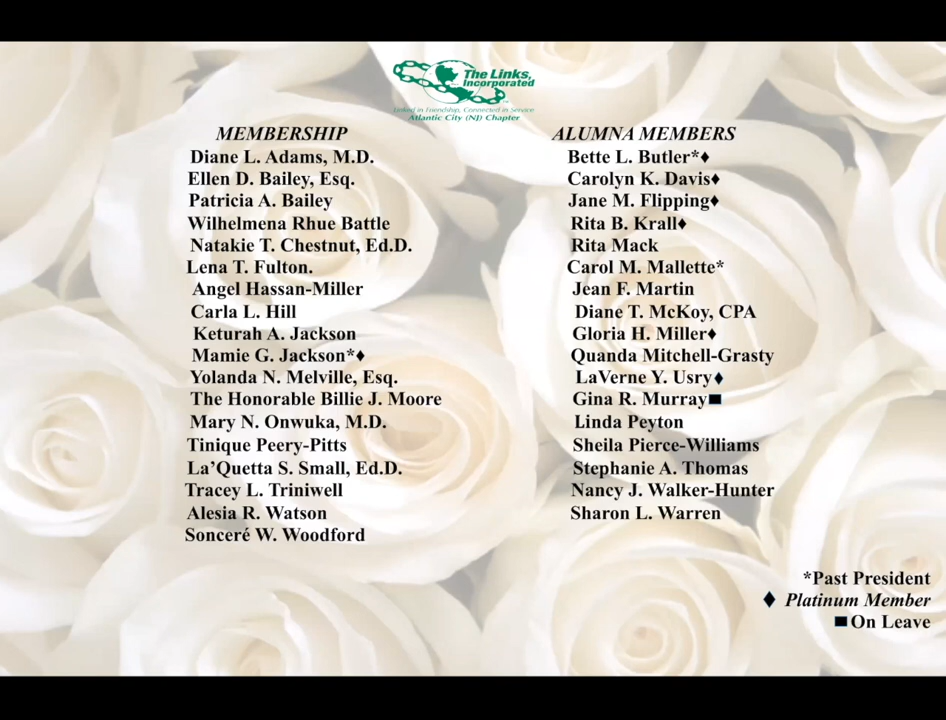 The Links,
Incorporated
Linked in Friendship, Connected in Service
Atlantic City (NJ) Chapter
MEMBERSHIP
Diane L. Adams, M.D.
Ellen D. Bailey, Esq.
Patricia A. Bailey
Wilhelmena Rhue Battle
Natakie T. Chestnut, Ed.D.
Lena T. Fulton.
Angel Hassan-Miller
Carla L. Hill
Keturah A. Jackson
Mamie G. Jackson*♦
Yolanda N. Melville, Esq.
The Honorable Billie J. Moore
Mary N. Onwuka, M.D.
Tinique Peery-Pitts
La’Quetta S. Small, Ed.D.
Tracey L. Triniwell
Alesia R. Watson
Sonceré W. Woodford
ALUMNA MEMBERS
Bette L. Butler*♦
Carolyn K. Davis♦
Jane M. Flipping♦
Rita B. Krall♦
Rita Mack
Carol M. Mallette*
Jean F. Martin
Diane T. McKoy, CPA
Gloria H. Miller♦
Quanda Mitchell-Grasty
LaVerne Y. Usry♦
Gina R. Murray■
Linda Peyton
Sheila Pierce-Williams
Stephanie A. Thomas
Nancy J. Walker-Hunter
Sharon L. Warren
*Past President
♦ Platinum Member
■ On Leave